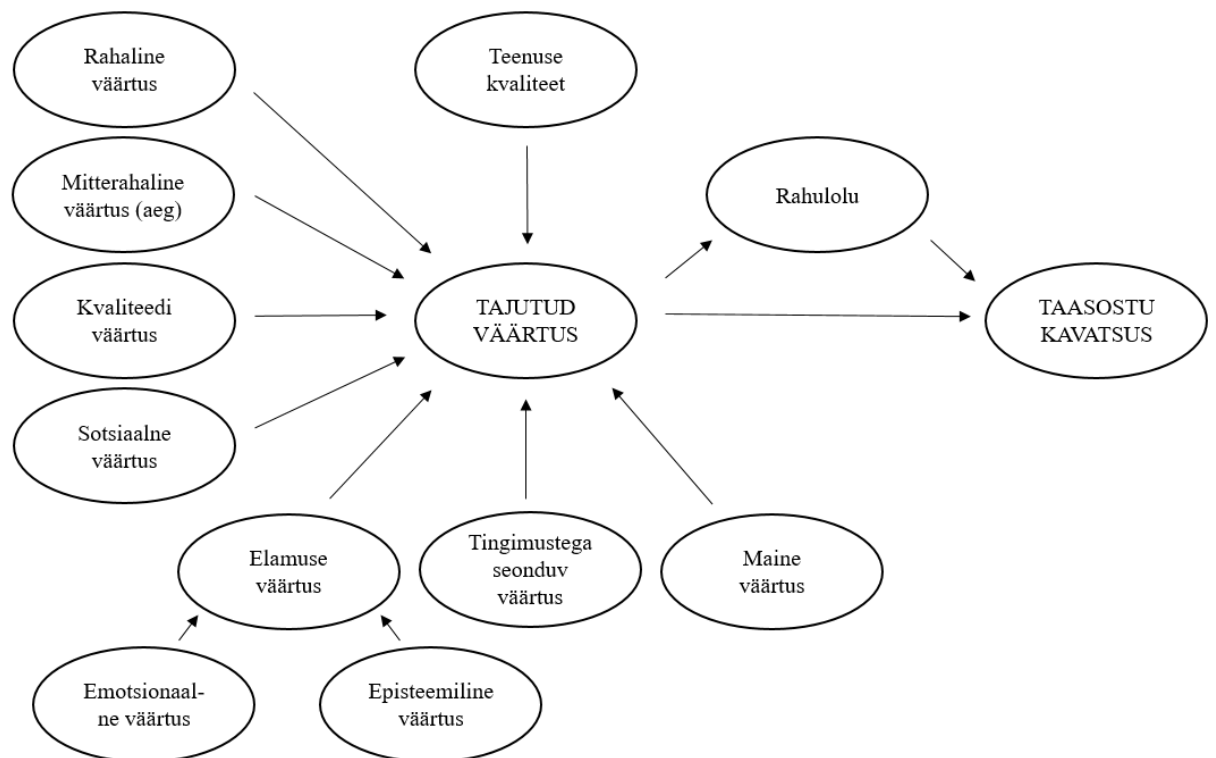 Rahaline
väärtus
Teenuse
kvaliteet
Mitterahaline
väärtus (aeg)
Rahulolu
Kvaliteedi
väärtus
TAJUTUD
VÄÄRTUS
TAASOSTU
KAVATSUS
Sotsiaalne
väärtus
Elamuse
väärtus
Tingimustega
seonduv
väärtus
Maine
väärtus
Emotsionaal-
ne väärtus
Episteemiline
väärtus